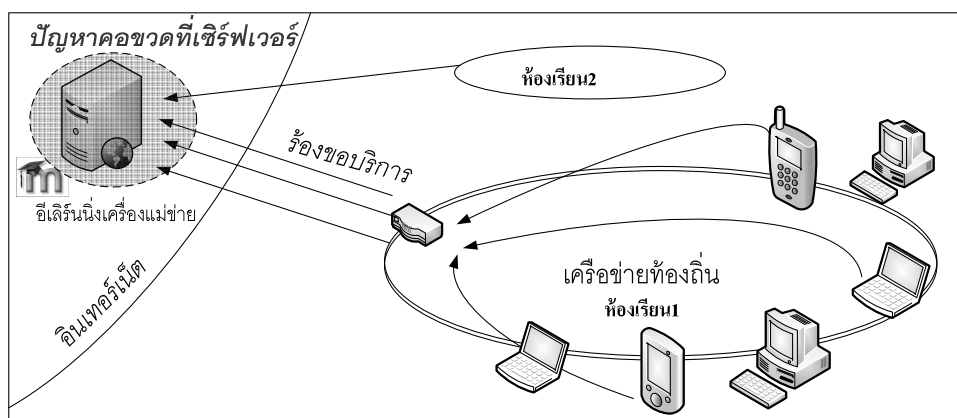 ปัญหาคอขวดที่เซิร์ฟเวอร์
ห้องเรียน2
ร้องขอบริการ
m
อีเลิร์นนิ่งเครื่องแม่ข่าย
อินเทอร์เน็ต
เครือข่ายท้องถิ่น
ห้องเรียน1